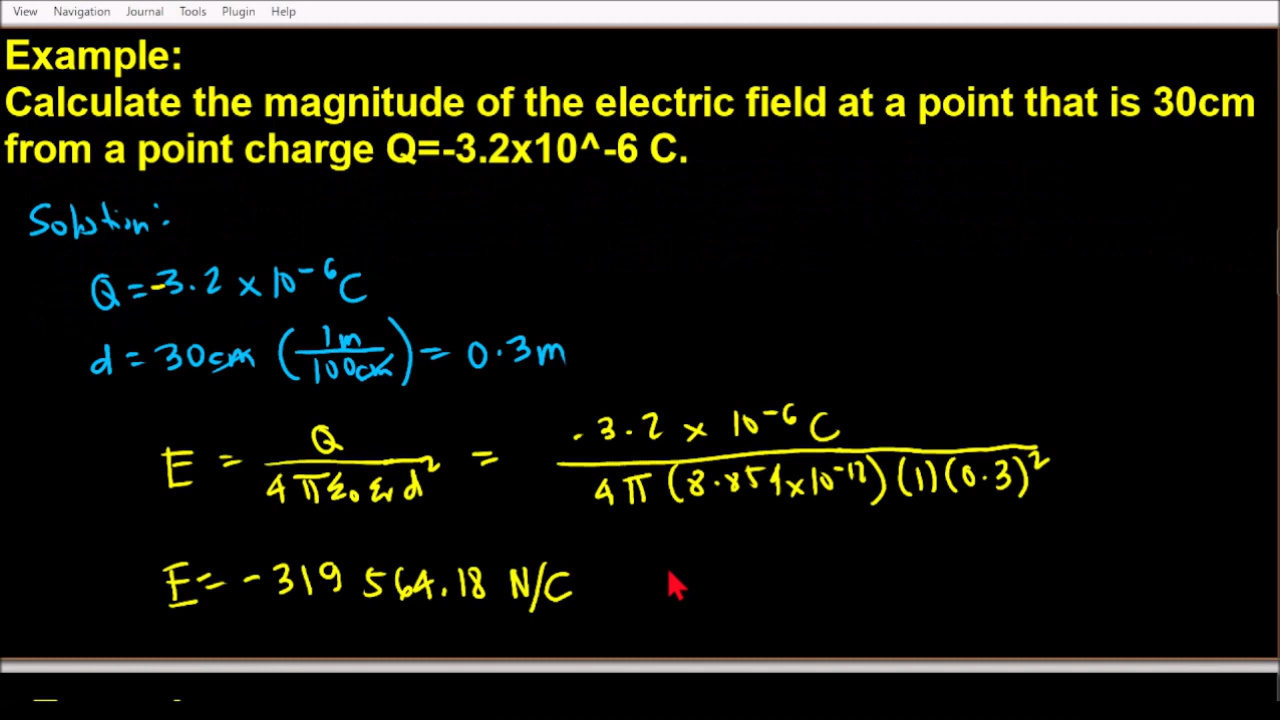 View Navigation Journal Tools Plugin Help
Example:
Calculate the magnitude of the electric field at a point that is 30cm
from a point charge Q=-3.2x10^-6 C.
Solution:
Q = -3.2 × 10⁻⁶ C
d = 30cm (1m/100cm) = 0.3m
E = Q/(4πε₀εᵣd²) = -3.2 × 10⁻⁶ C/(4π(8.854×10⁻¹²)(1)(0.3)²)
E = -319 564.18 N/C